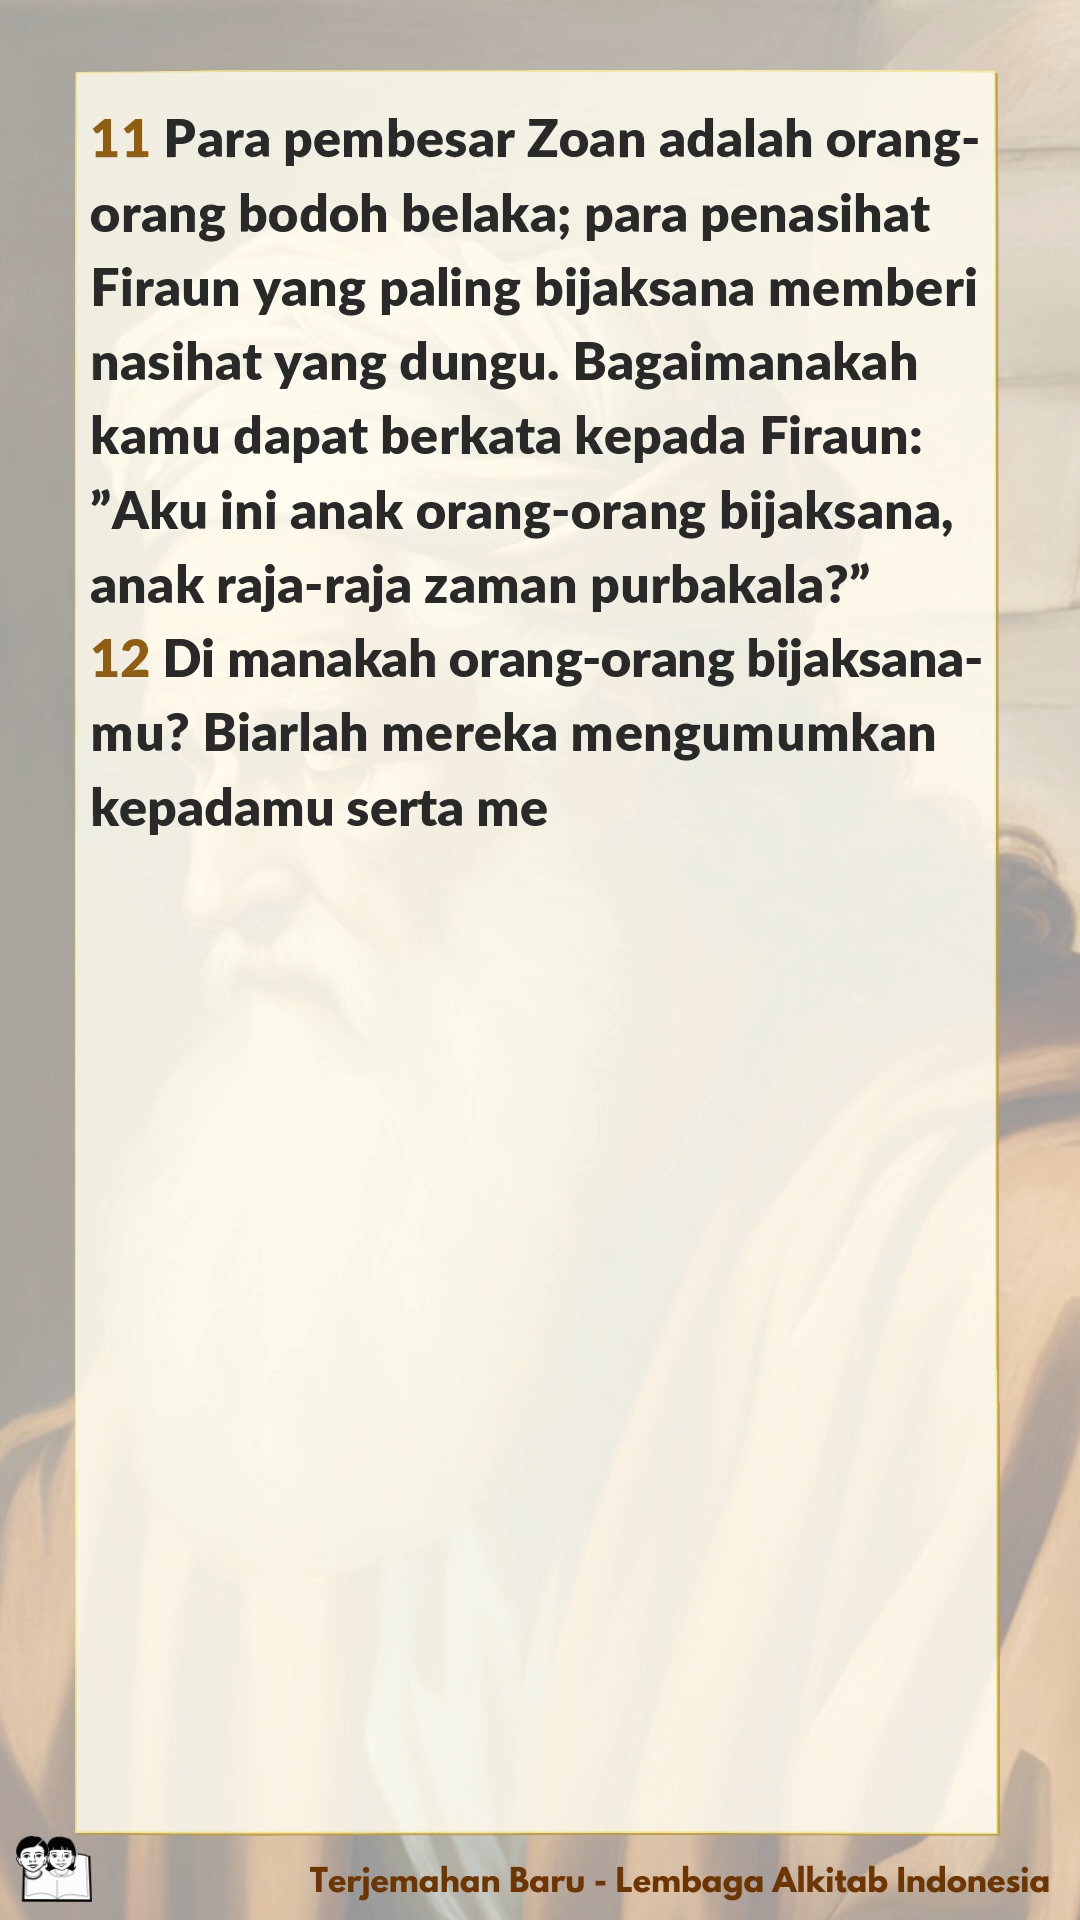 11 Para pembesar Zoan adalah orang-
orang bodoh belaka; para penasihat
Firaun yang paling bijaksana memberi
nasihat yang dungu. Bagaimanakah
kamu dapat berkata kepada Firaun:
”Aku ini anak orang-orang bijaksana,
anak raja-raja zaman purbakala?”
12 Di manakah orang-orang bijaksana-
mu? Biarlah mereka mengumumkan
kepadamu serta me
Terjemahan Baru - Lembaga Alkitab Indonesia